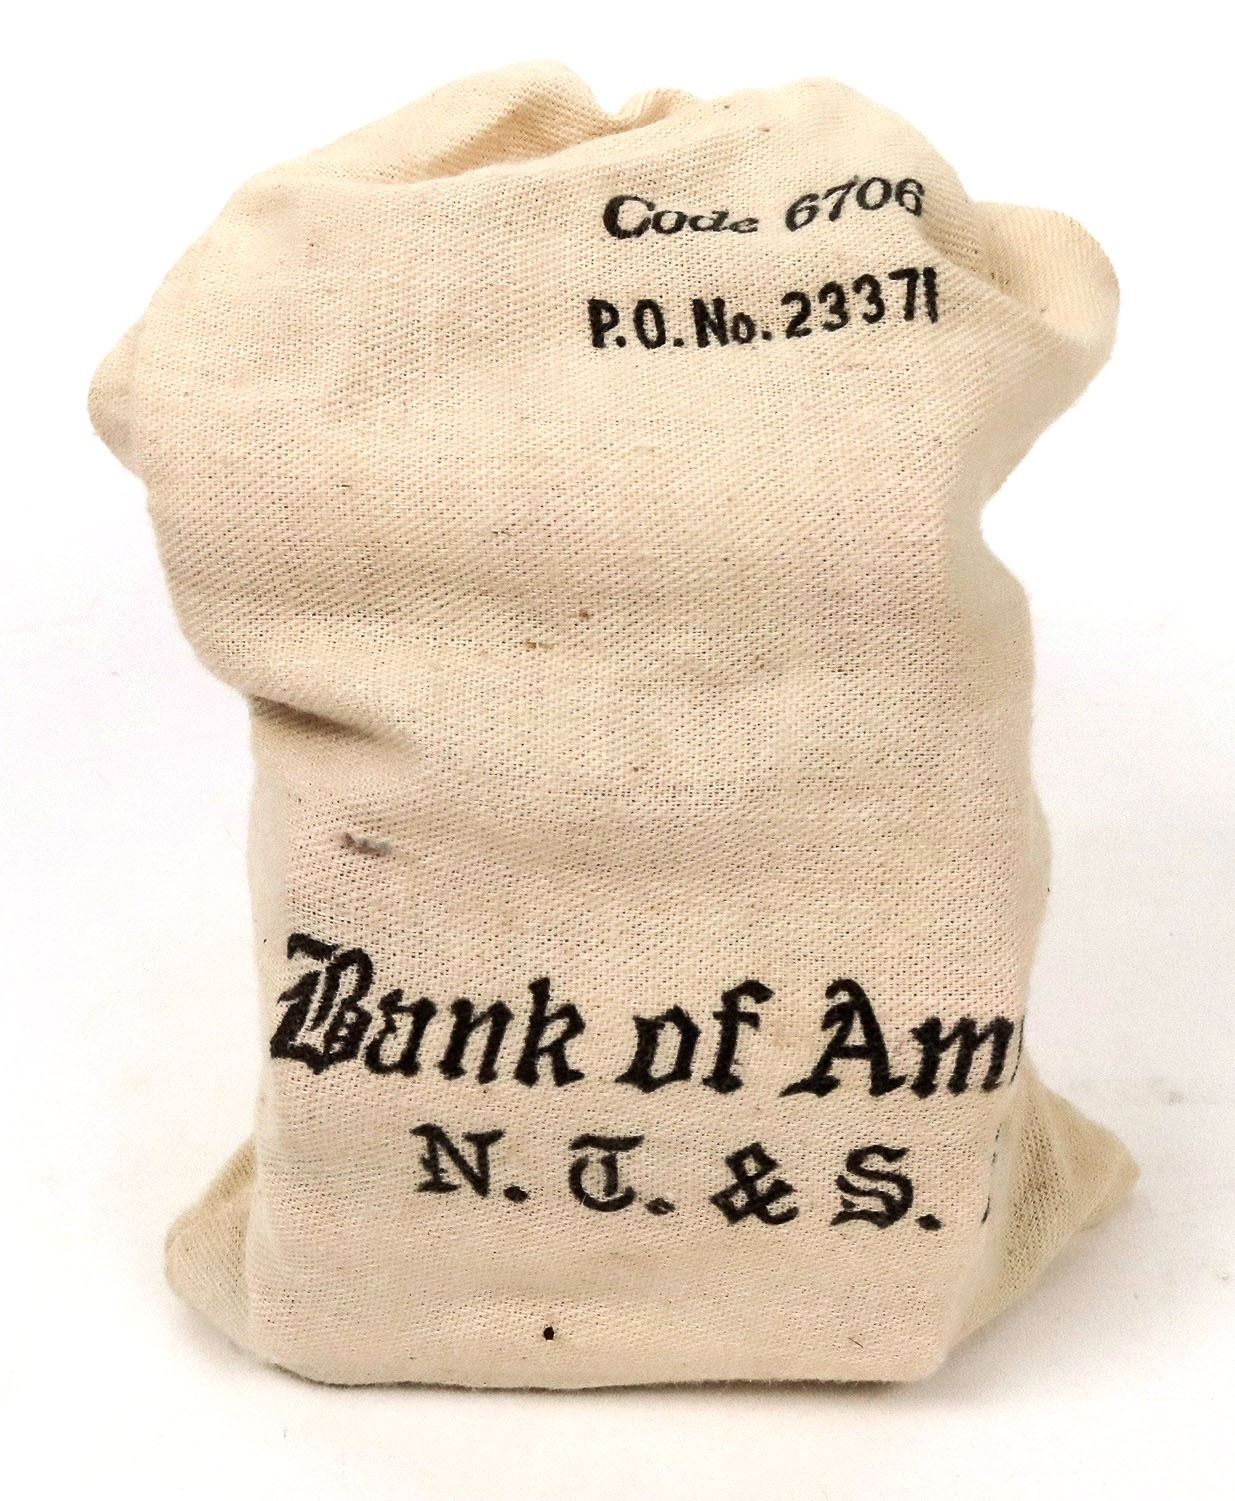 Code 6706
P.O. No. 23371
Bank of Am
N. T. & S.